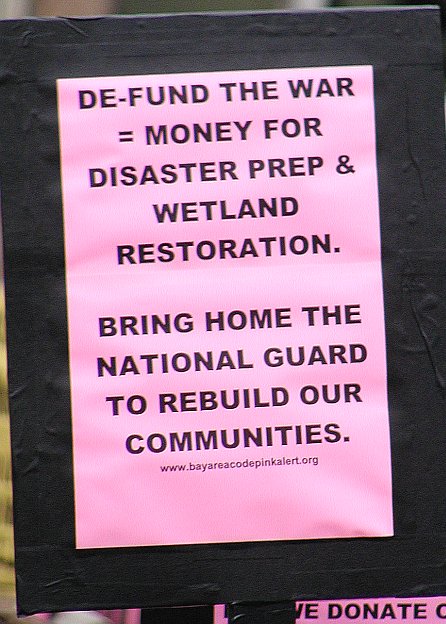 DE-FUND THE WAR
= MONEY FOR
DISASTER PREP &
WETLAND
RESTORATION.
BRING HOME THE
NATIONAL GUARD
TO REBUILD OUR
COMMUNITIES.
www.bayareacodepinkalert.org
WE DONATE